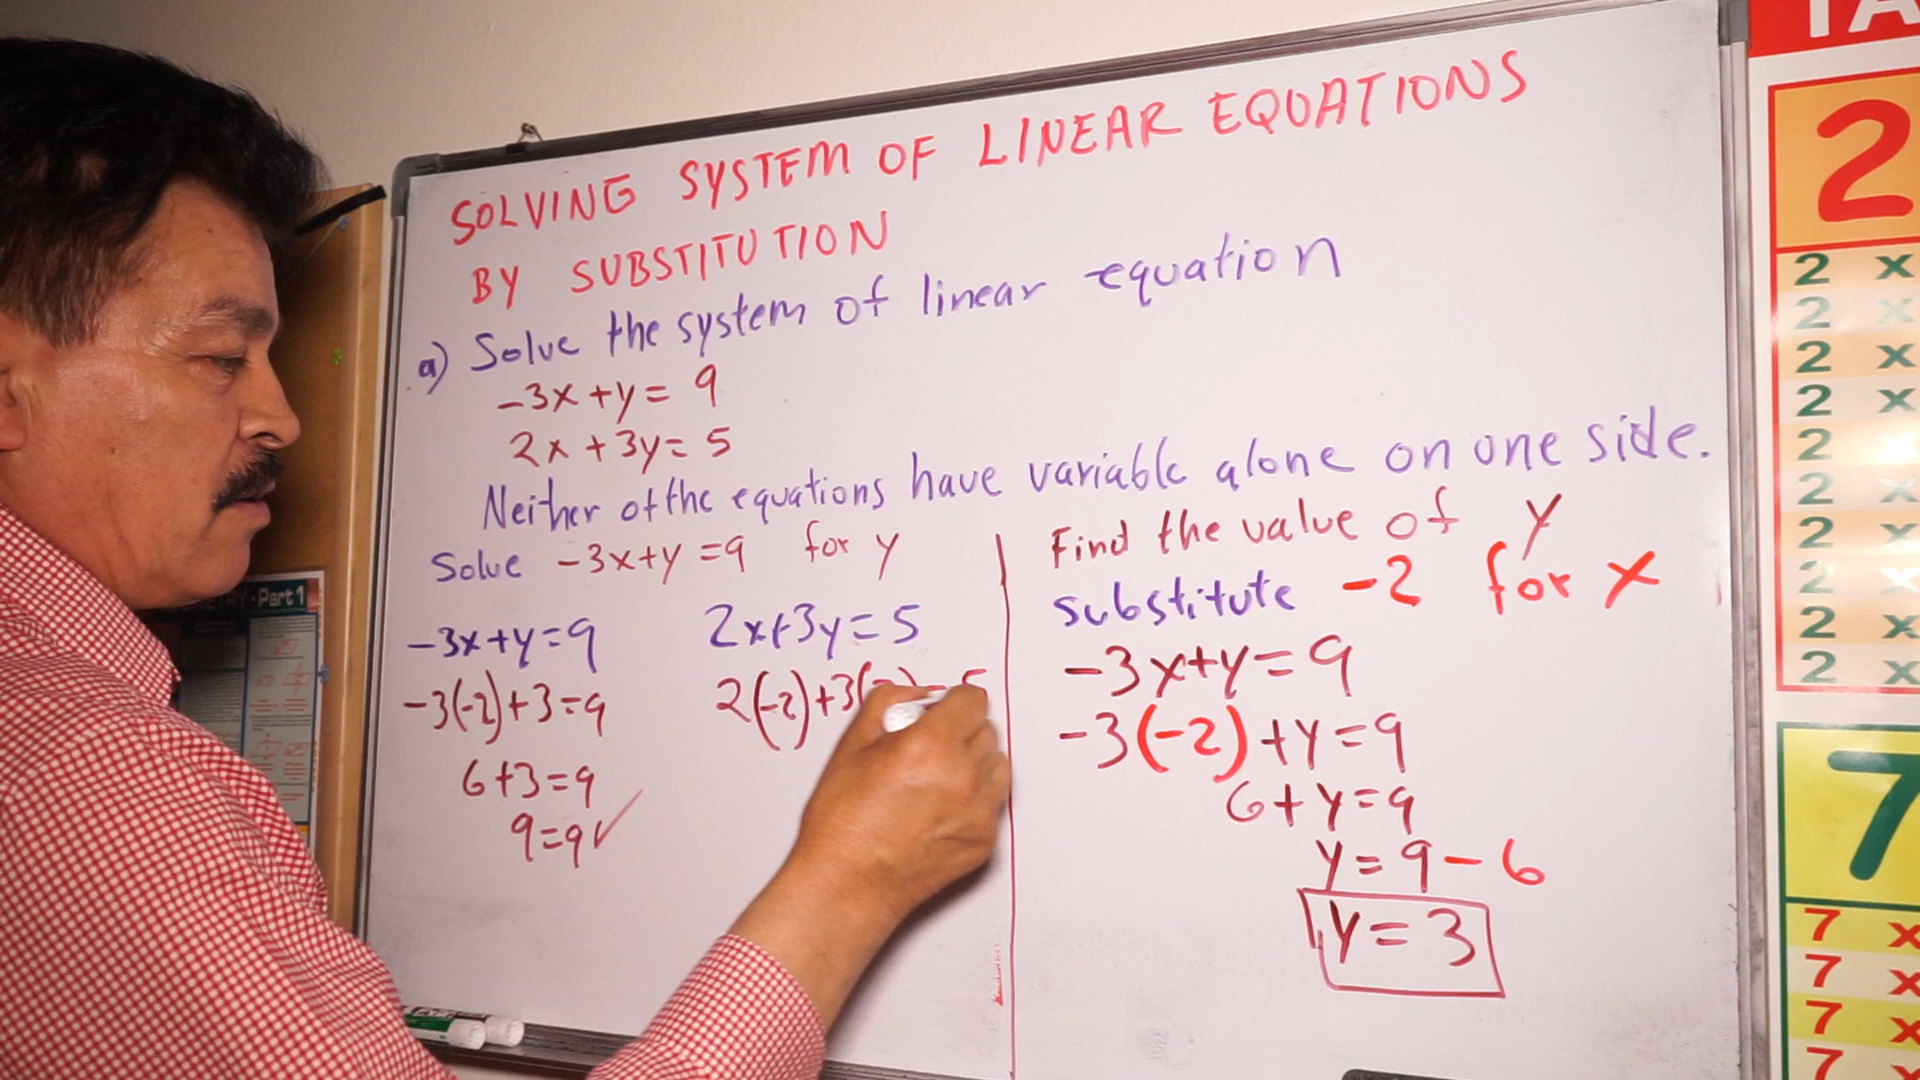 SOLVING SYSTEM OF LINEAR EQUATIONS
BY SUBSTITUTION
a) Solve the system of linear equation
-3x+y= 9
2x+3y= 5
Neither of the equations have variable alone on one side.
Solve -3x+y=9 for y
-3x+y=9 2x+3y=5
-3(-2)+3=9 2(-2)+3(
6+3=9
9=9✓
Find the value of y
substitute -2 for x
-3x+y=9
-3(-2)+y=9
6+y=9
y=9-6
y=3
Part 1
TA
2
2 x
2 x
2 x
2 x
2 x
2 x
2 x
2 x
2 x
2 x
7
7 x
7 x
7 x
7 x